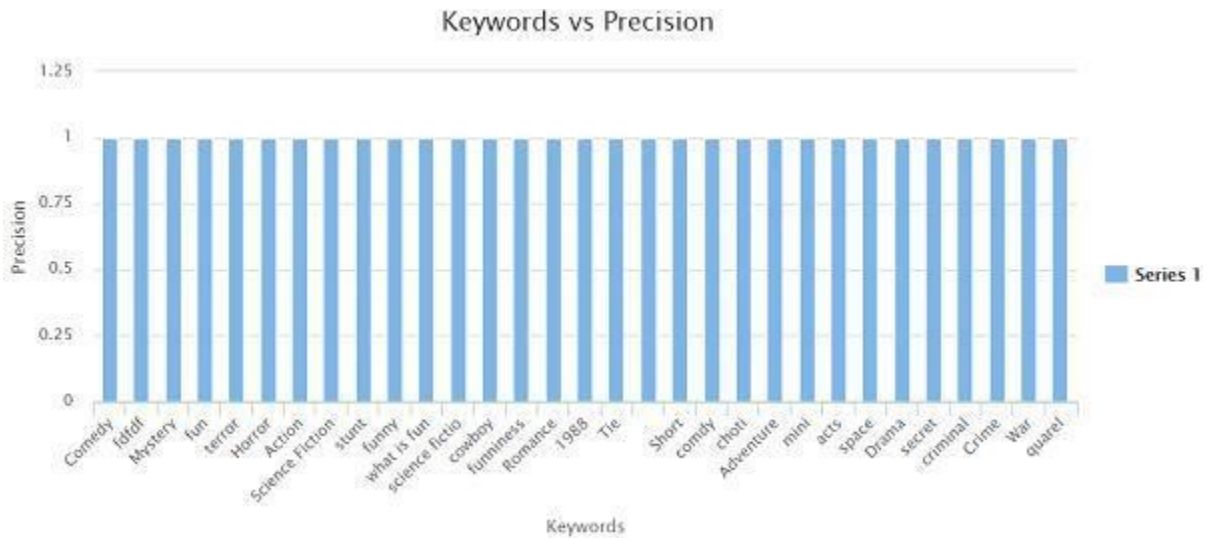 Keywords vs Precision
1.25
1
0.75
0.5
0.25
0
Precision
Series 1
Comedy
fdfdf
Mystery
fun
terror
Horror
Action
Science Fiction
stunt
funny
what is fun
science fictio
cowboy
funniness
Romance
1988
Tie
Short
comdy
choti
Adventure
mini
acts
space
Drama
secret
criminal
Crime
War
quarel
Keywords